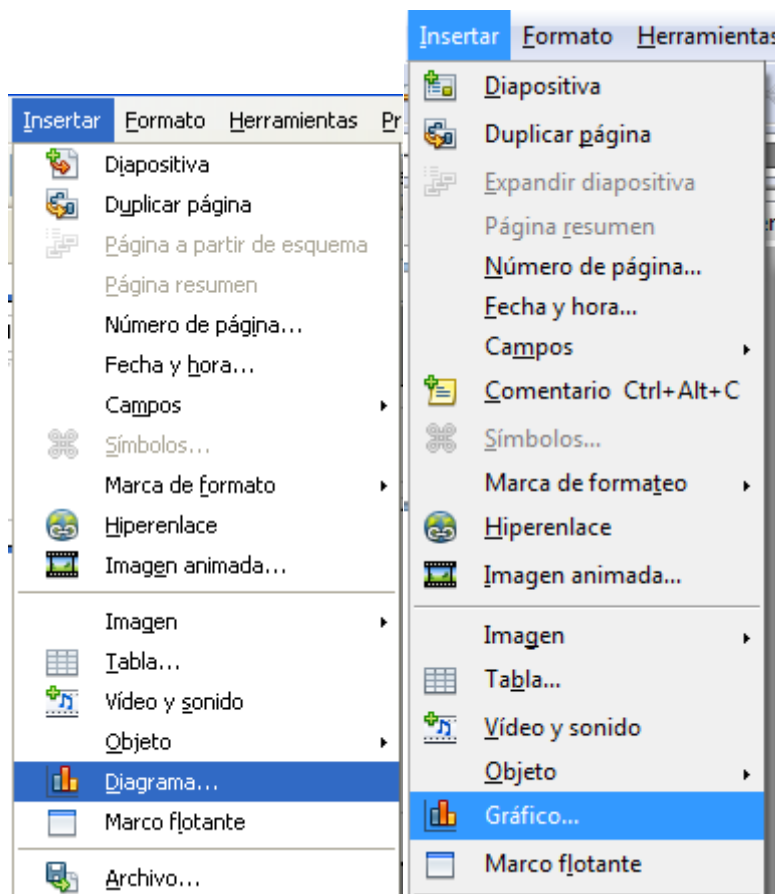 Insertar Formato Herramientas Pr
Diapositiva
Duplicar página
Página a partir de esquema
Página resumen
Número de página...
Fecha y hora...
Campos
Símbolos...
Marca de formato
Hiperenlace
Imagen animada...
Imagen
Tabla...
Vídeo y sonido
Objeto
Diagrama...
Marco flotante
Archivo...
Insertar Formato Herramientas
Diapositiva
Duplicar página
Expandir diapositiva
Página resumen
Número de página...
Fecha y hora...
Campos
Comentario Ctrl+Alt+C
Símbolos...
Marca de formateo
Hiperenlace
Imagen animada...
Imagen
Tabla...
Vídeo y sonido
Objeto
Gráfico...
Marco flotante